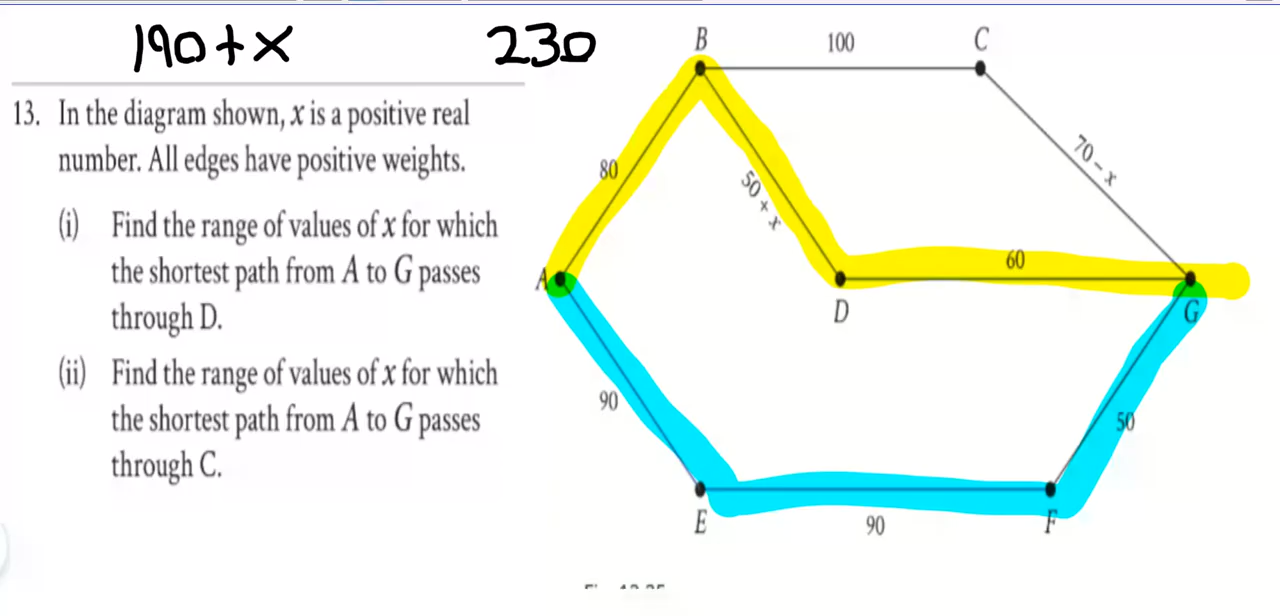 190+x 230
13. In the diagram shown, x is a positive real
number. All edges have positive weights.
(i) Find the range of values of x for which
the shortest path from A to G passes
through D.
(ii) Find the range of values of x for which
the shortest path from A to G passes
through C.
B 100 C
80
50 + x
70 − x
A
60
D
G
90
50
E 90 F